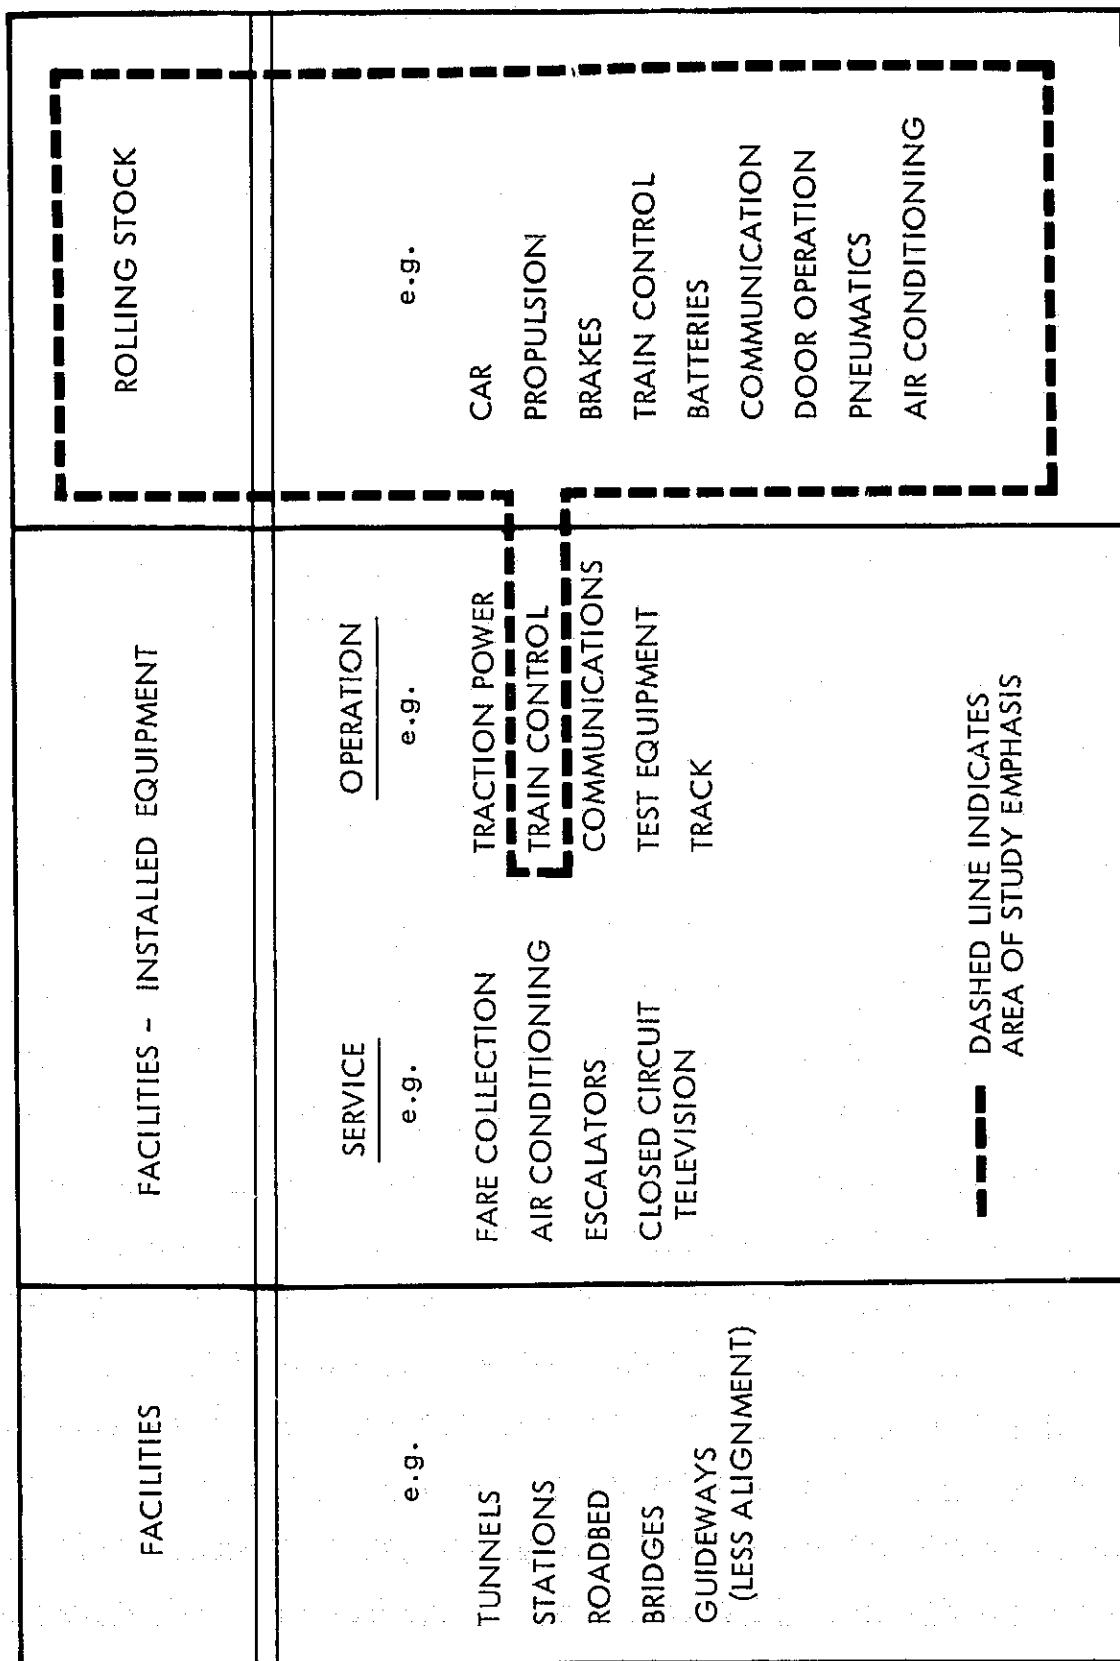 FACILITIES
e.g.
TUNNELS
STATIONS
ROADBED
BRIDGES
GUIDEWAYS
(LESS ALIGNMENT)
FACILITIES - INSTALLED EQUIPMENT
SERVICE
e.g.
FARE COLLECTION
AIR CONDITIONING
ESCALATORS
CLOSED CIRCUIT
TELEVISION
OPERATION
e.g.
TRACTION POWER
TRAIN CONTROL
COMMUNICATIONS
TEST EQUIPMENT
TRACK
DASHED LINE INDICATES
AREA OF STUDY EMPHASIS
ROLLING STOCK
e.g.
CAR
PROPULSION
BRAKES
TRAIN CONTROL
BATTERIES
COMMUNICATION
DOOR OPERATION
PNEUMATICS
AIR CONDITIONING